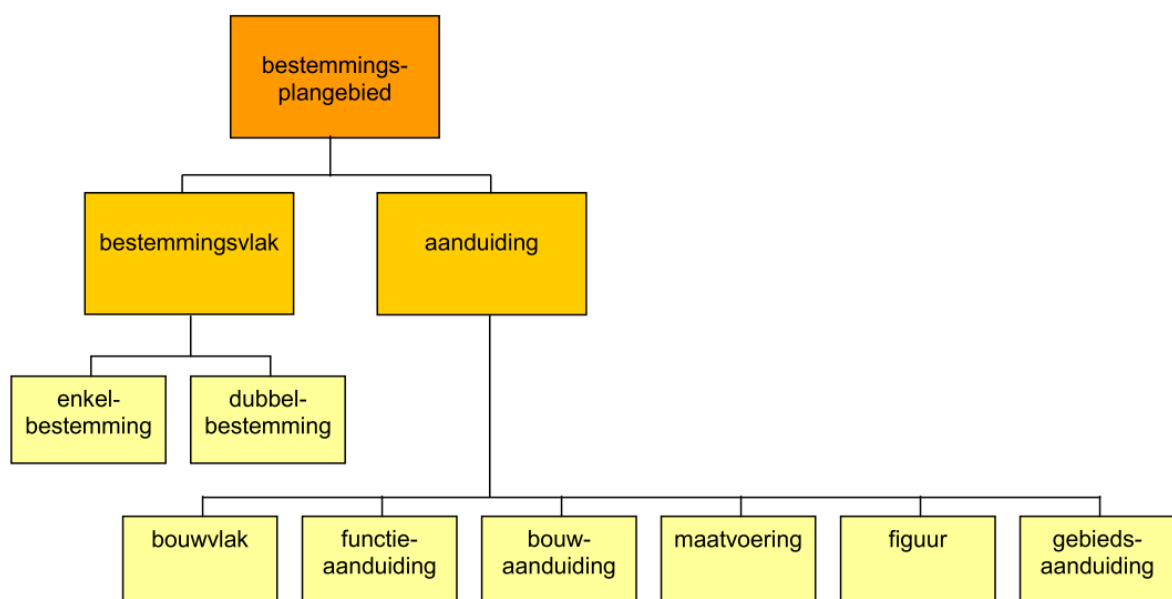 bestemmings-
plangebied
bestemmingsvlak
aanduiding
enkel-
bestemming
dubbel-
bestemming
bouwvlak
functie-
aanduiding
bouw-
aanduiding
maatvoering
figuur
gebieds-
aanduiding